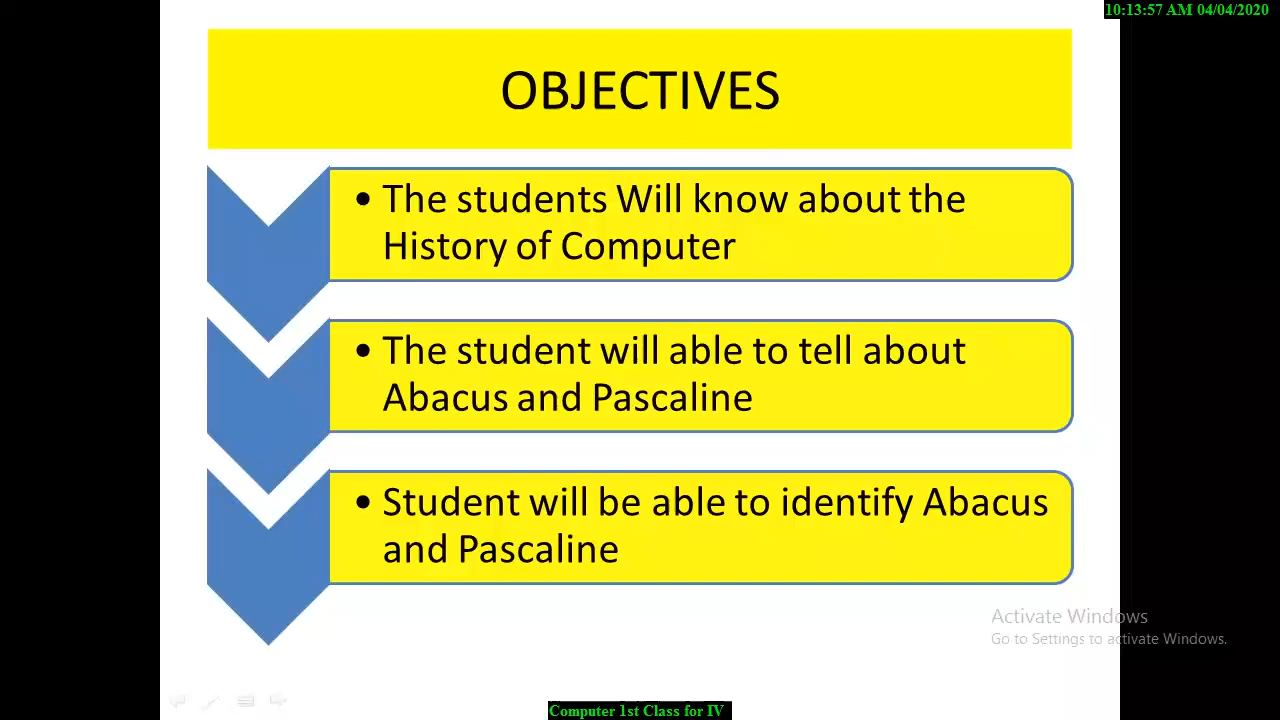 10:13:57 AM 04/04/2020
OBJECTIVES
• The students Will know about the
History of Computer
• The student will able to tell about
Abacus and Pascaline
• Student will be able to identify Abacus
and Pascaline
Activate Windows
Go to Settings to activate Windows.
Computer 1st Class for IV